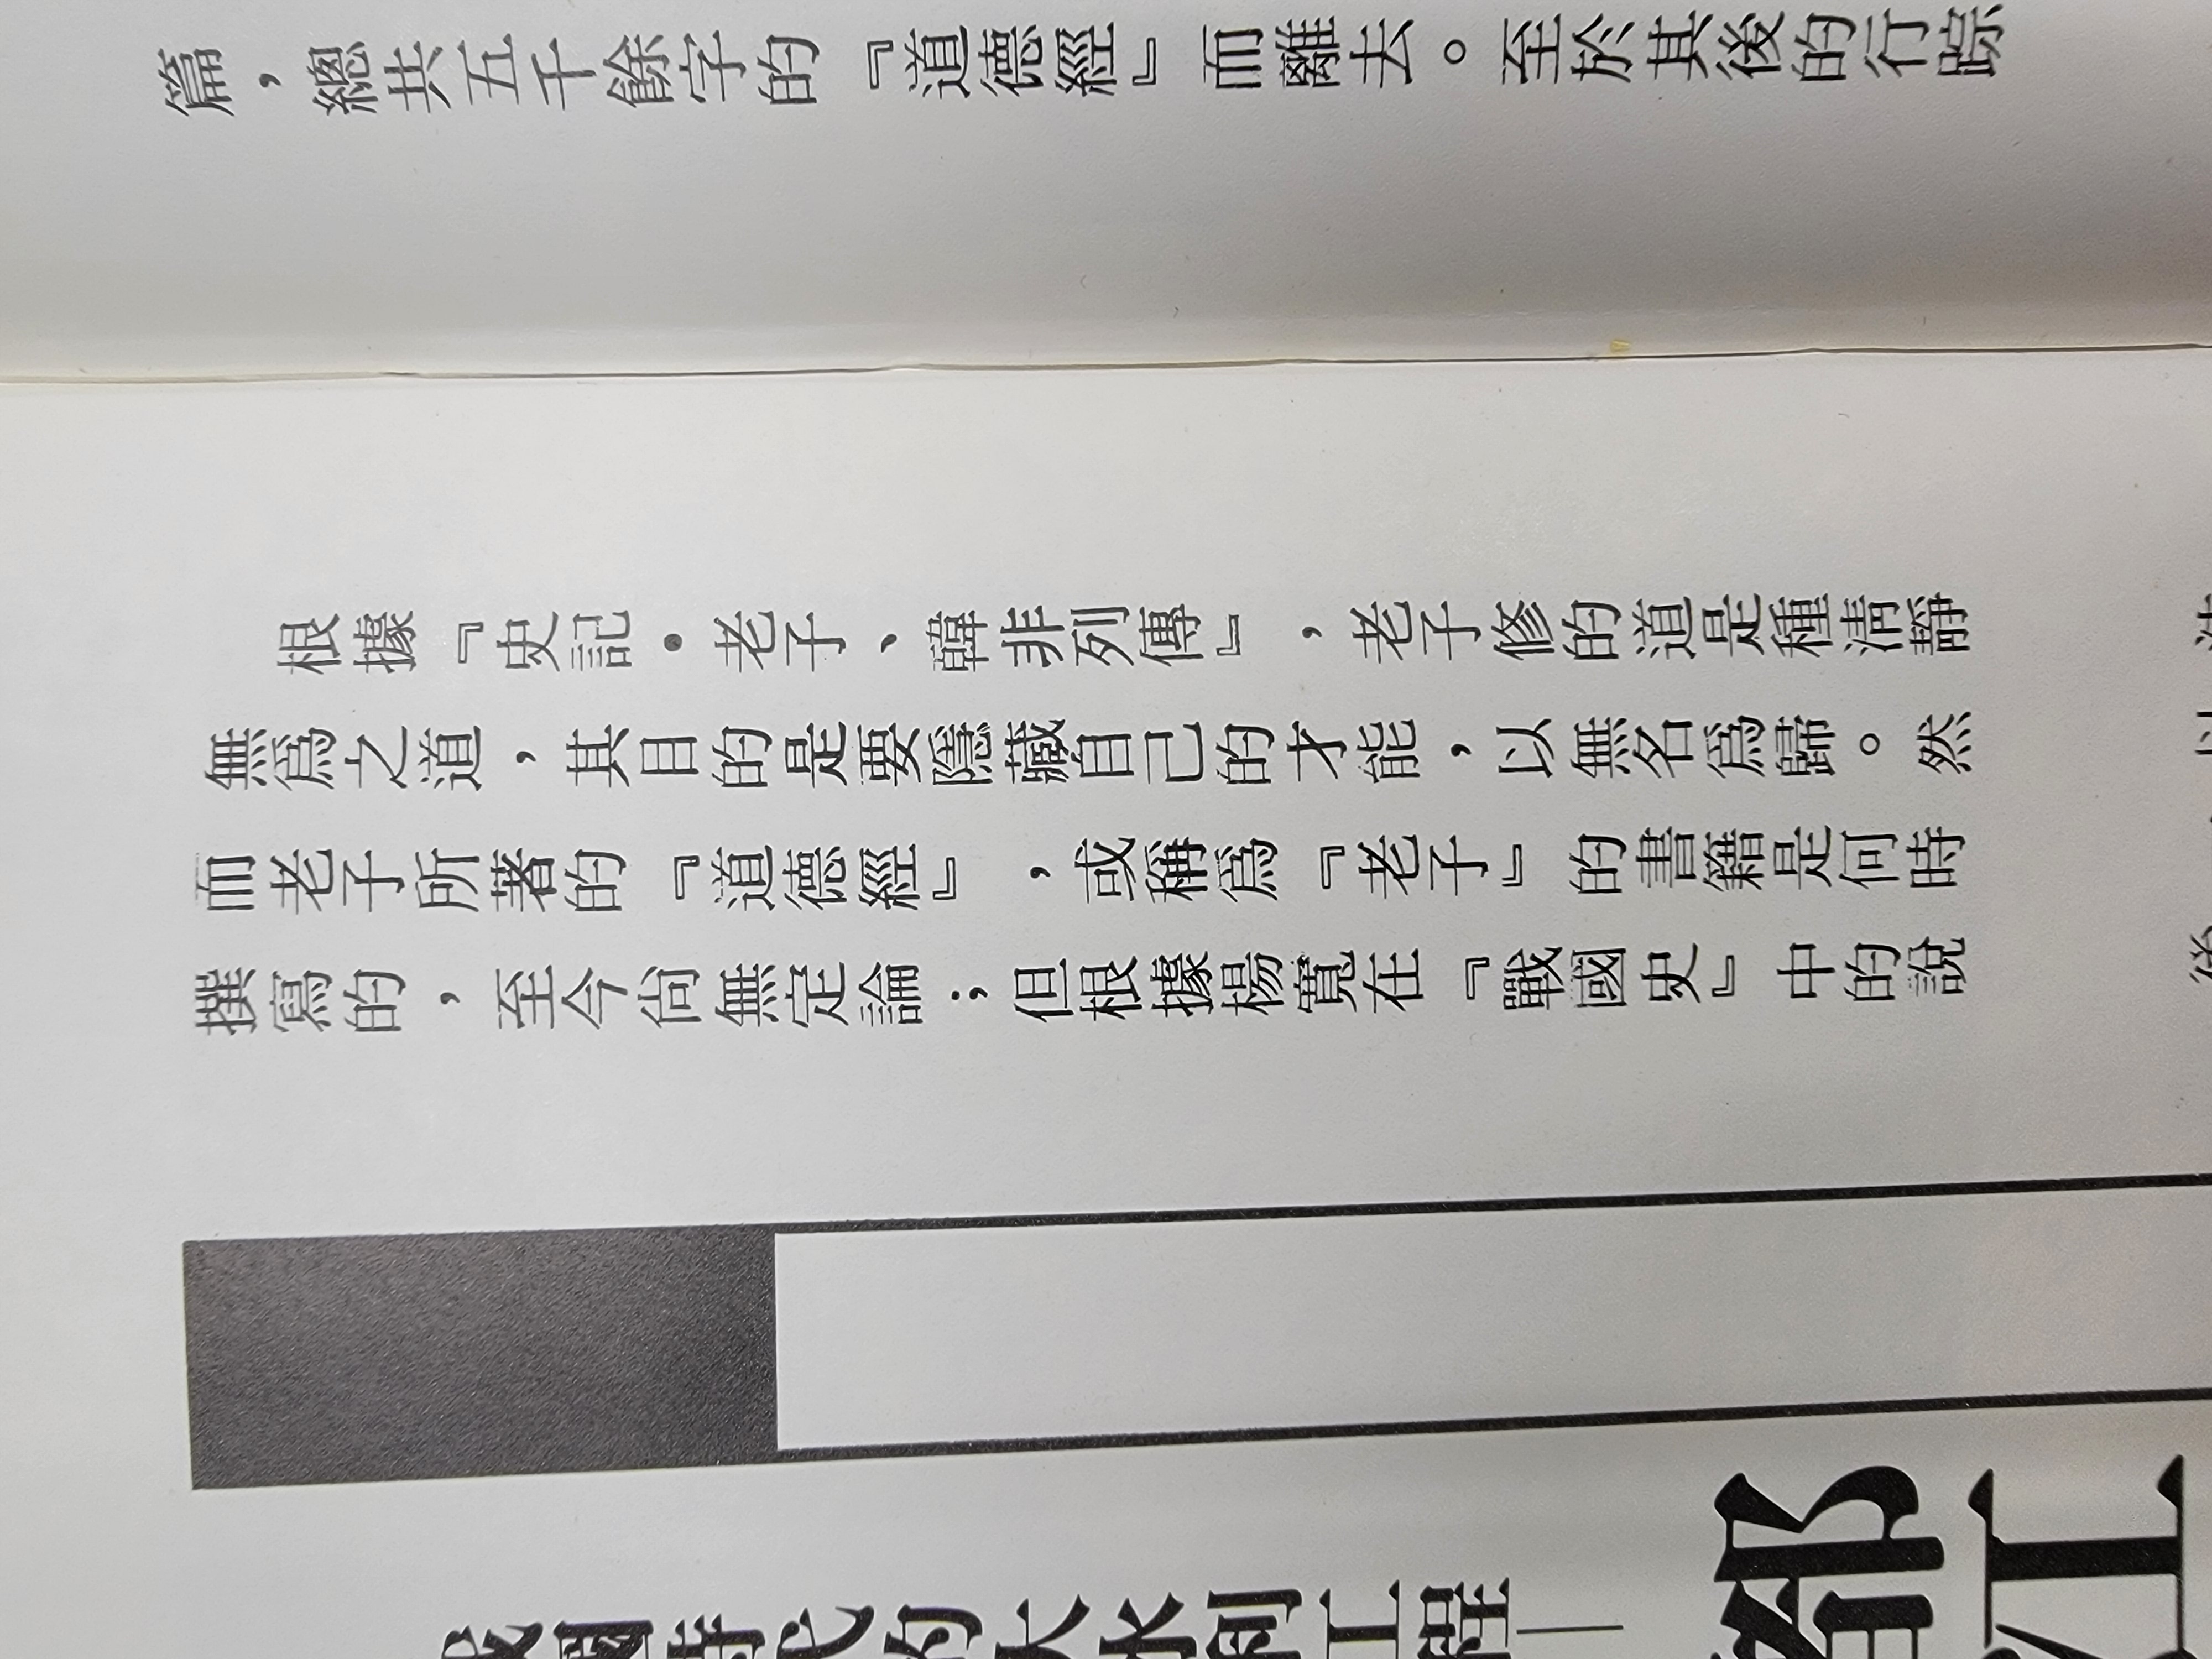 篇，總共五千餘字的『道德經』而離去。至於其後的行踪
根據『史記・老子、韓非列傳』，老子修的道是種清靜
無爲之道，其目的是要隱藏自己的才能，以無名爲歸。然
而老子所著的『道德經』，或稱爲『老子』的書籍是何時
撰寫的，至今尚無定論；但根據楊寬在『戰國史』中的說
國時代的大水利工程—
都江